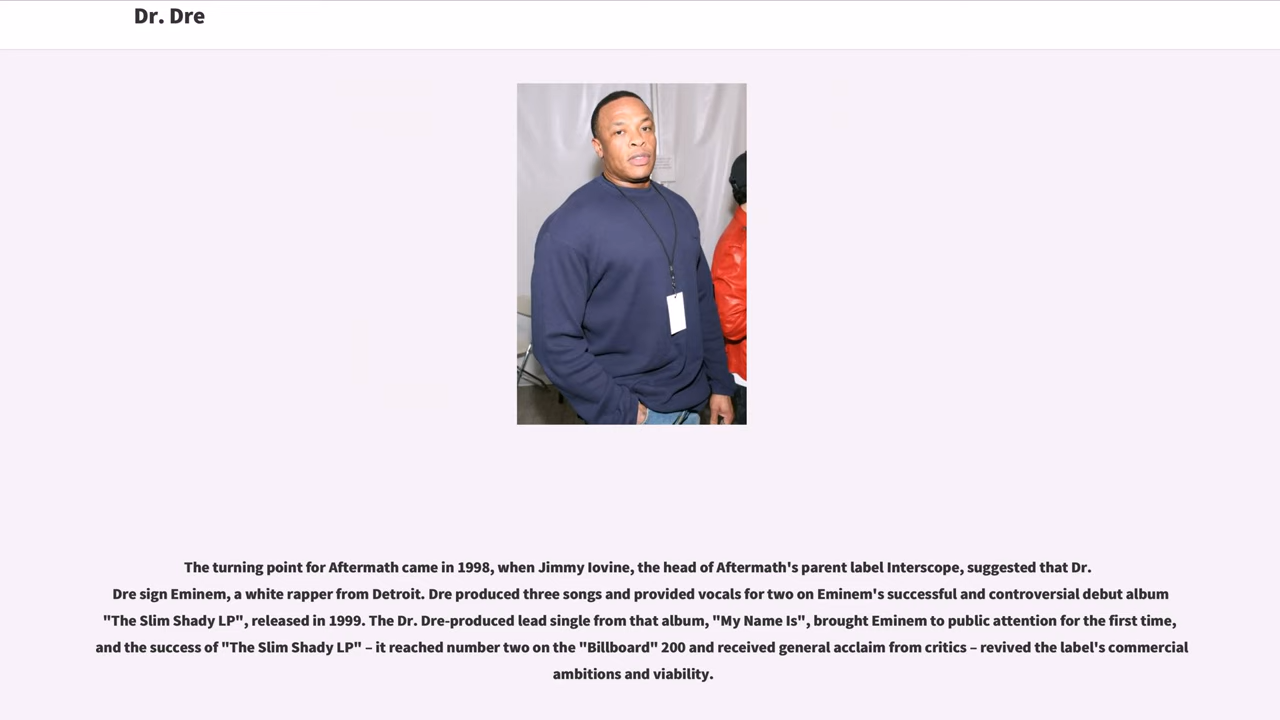 Dr. Dre
The turning point for Aftermath came in 1998, when Jimmy Iovine, the head of Aftermath's parent label Interscope, suggested that Dr.
Dre sign Eminem, a white rapper from Detroit. Dre produced three songs and provided vocals for two on Eminem's successful and controversial debut album
"The Slim Shady LP", released in 1999. The Dr. Dre-produced lead single from that album, "My Name Is", brought Eminem to public attention for the first time,
and the success of "The Slim Shady LP" – it reached number two on the "Billboard" 200 and received general acclaim from critics – revived the label's commercial
ambitions and viability.